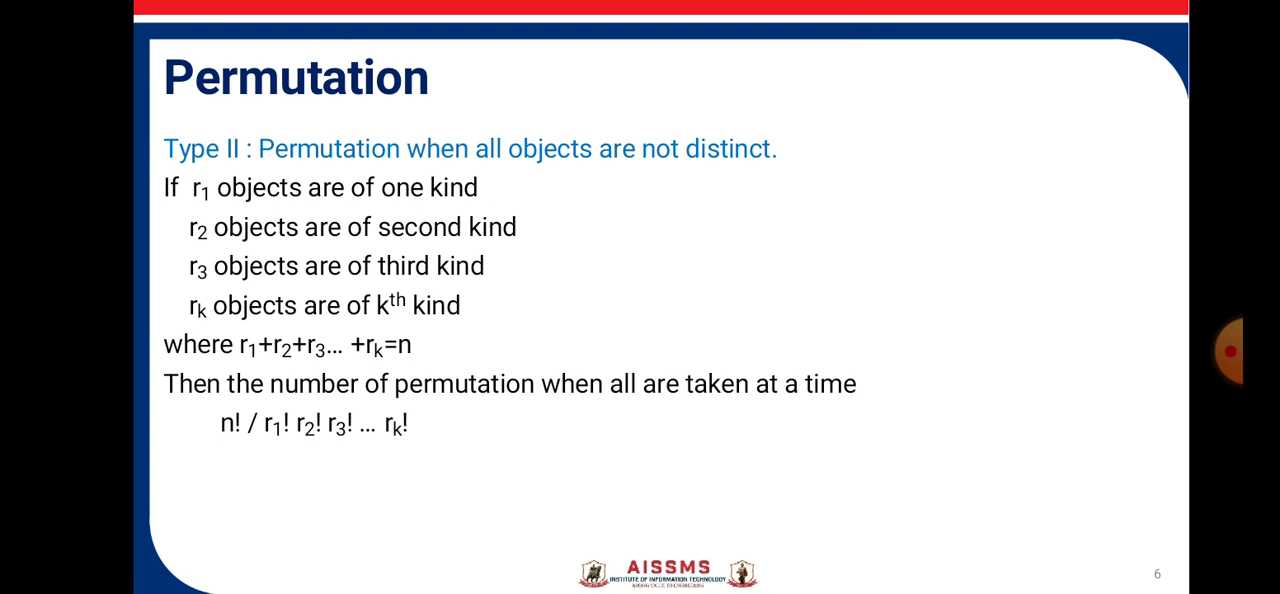 Permutation
Type II : Permutation when all objects are not distinct.
If r₁ objects are of one kind
r₂ objects are of second kind
r₃ objects are of third kind
rₖ objects are of kᵗʰ kind
where r₁+r₂+r₃... +rₖ=n
Then the number of permutation when all are taken at a time
n! / r₁! r₂! r₃! ... rₖ!
AISSMS
INSTITUTE OF INFORMATION TECHNOLOGY
6